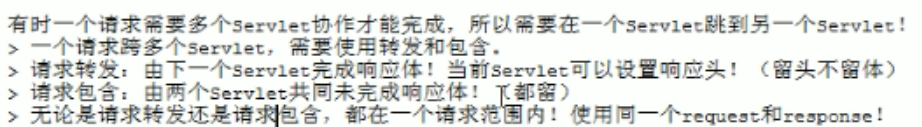 有时一个请求需要多个Servlet协作才能完成，所以需要在一个Servlet跳到另一个Servlet！
> 一个请求跨多个Servlet，需要使用转发和包含。
> 请求转发：由下一个Servlet完成响应体！当前Servlet可以设置响应头！（留头不留体）
> 请求包含：由两个Servlet共同未完成响应体！（都留）
> 无论是请求转发还是请求包含，都在一个请求范围内！使用同一个request和response！